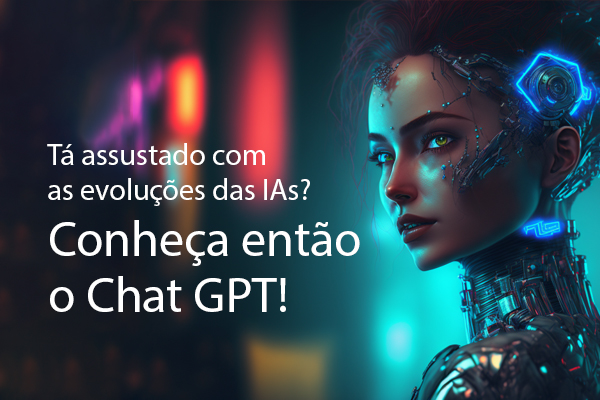 Tá assustado com
as evoluções das IAs?
Conheça então
o Chat GPT!